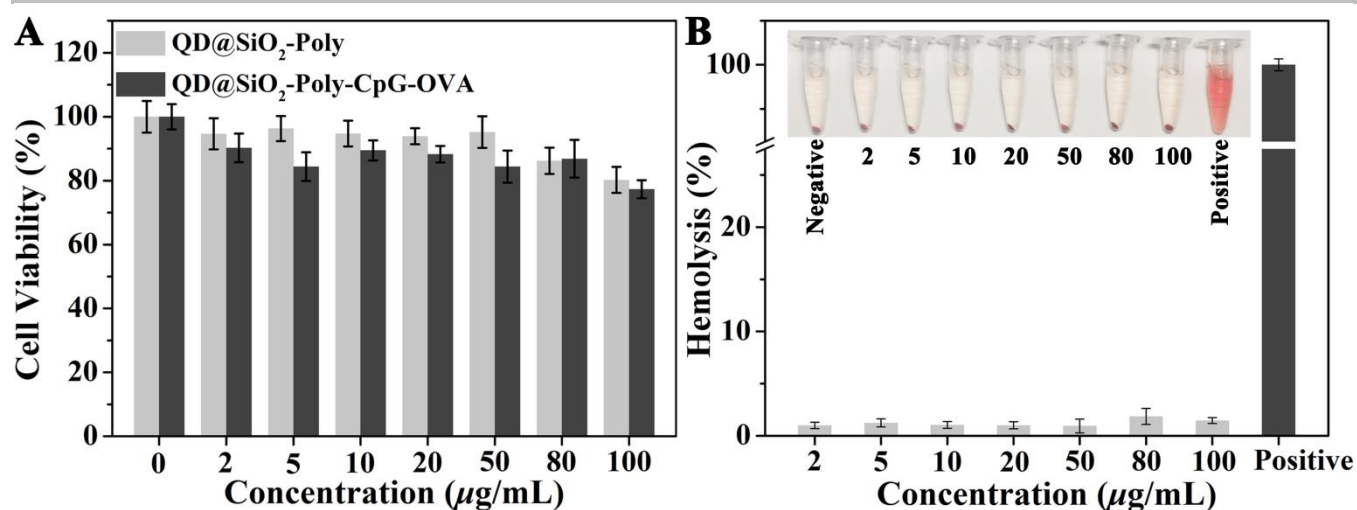 A
QD@SiO₂-Poly
QD@SiO₂-Poly-CpG-OVA
Cell Viability (%)
120
100
80
60
40
20
0
0 2 5 10 20 50 80 100
Concentration (μg/mL)
B
Hemolysis (%)
100
20
10
0
Negative 2 5 10 20 50 80 100 Positive
2 5 10 20 50 80 100 Positive
Concentration (μg/mL)